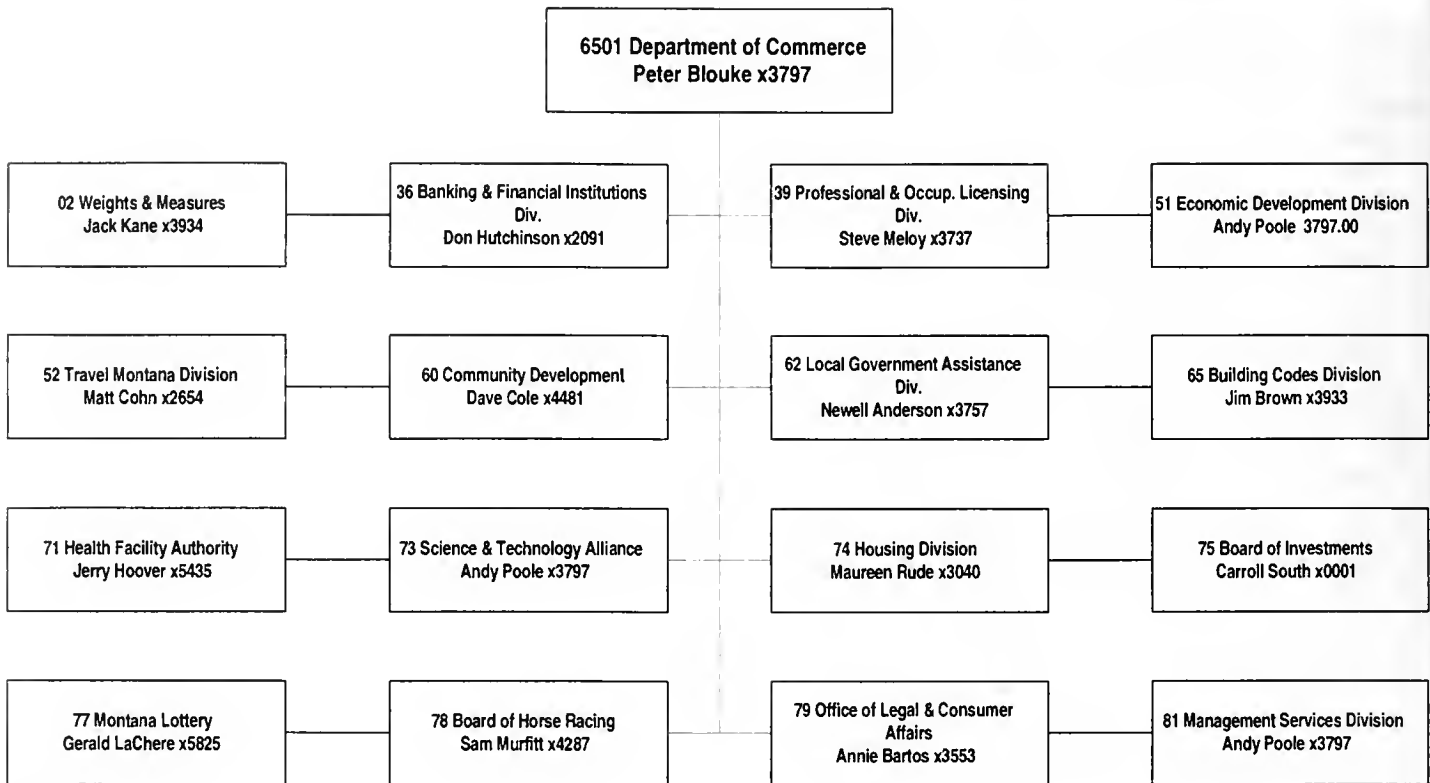 6501 Department of Commerce
Peter Blouke x3797
02 Weights & Measures
Jack Kane x3934
36 Banking & Financial Institutions
Div.
Don Hutchinson x2091
39 Professional & Occup. Licensing
Div.
Steve Meloy x3737
51 Economic Development Division
Andy Poole 3797.00
52 Travel Montana Division
Matt Cohn x2654
60 Community Development
Dave Cole x4481
62 Local Government Assistance
Div.
Newell Anderson x3757
65 Building Codes Division
Jim Brown x3933
71 Health Facility Authority
Jerry Hoover x5435
73 Science & Technology Alliance
Andy Poole x3797
74 Housing Division
Maureen Rude x3040
75 Board of Investments
Carroll South x0001
77 Montana Lottery
Gerald LaChere x5825
78 Board of Horse Racing
Sam Murfitt x4287
79 Office of Legal & Consumer
Affairs
Annie Bartos x3553
81 Management Services Division
Andy Poole x3797